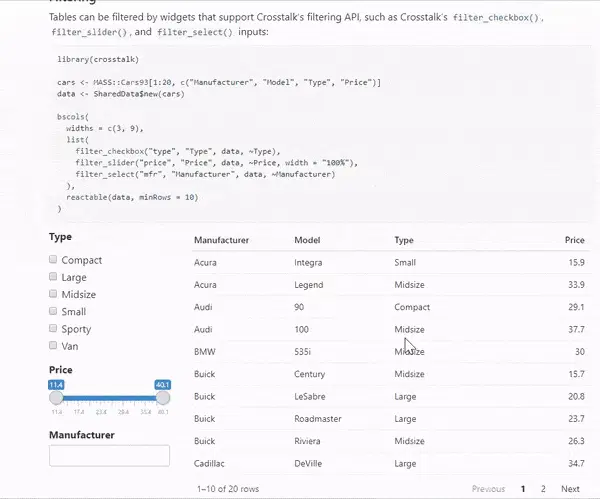 Filtering
Tables can be filtered by widgets that support Crosstalk's filtering API, such as Crosstalk's filter_checkbox(),
filter_slider(), and filter_select() inputs:
library(crosstalk)
cars <- MASS::Cars93[1:20, c("Manufacturer", "Model", "Type", "Price")]
data <- SharedData$new(cars)
bscols(
  widths = c(3, 9),
  list(
    filter_checkbox("type", "Type", data, ~Type),
    filter_slider("price", "Price", data, ~Price, width = "100%"),
    filter_select("mfr", "Manufacturer", data, ~Manufacturer)
  ),
  reactable(data, minRows = 10)
)
Type
Compact
Large
Midsize
Small
Sporty
Van
Price
11.4 40.1
11.4 17.4 23.4 29.4 35.4 40.1
Manufacturer
Manufacturer Model Type Price
Acura Integra Small 15.9
Acura Legend Midsize 33.9
Audi 90 Compact 29.1
Audi 100 Midsize 37.7
BMW 535i Midsize 30
Buick Century Midsize 15.7
Buick LeSabre Large 20.8
Buick Roadmaster Large 23.7
Buick Riviera Midsize 26.3
Cadillac DeVille Large 34.7
1–10 of 20 rows
Previous 1 2 Next